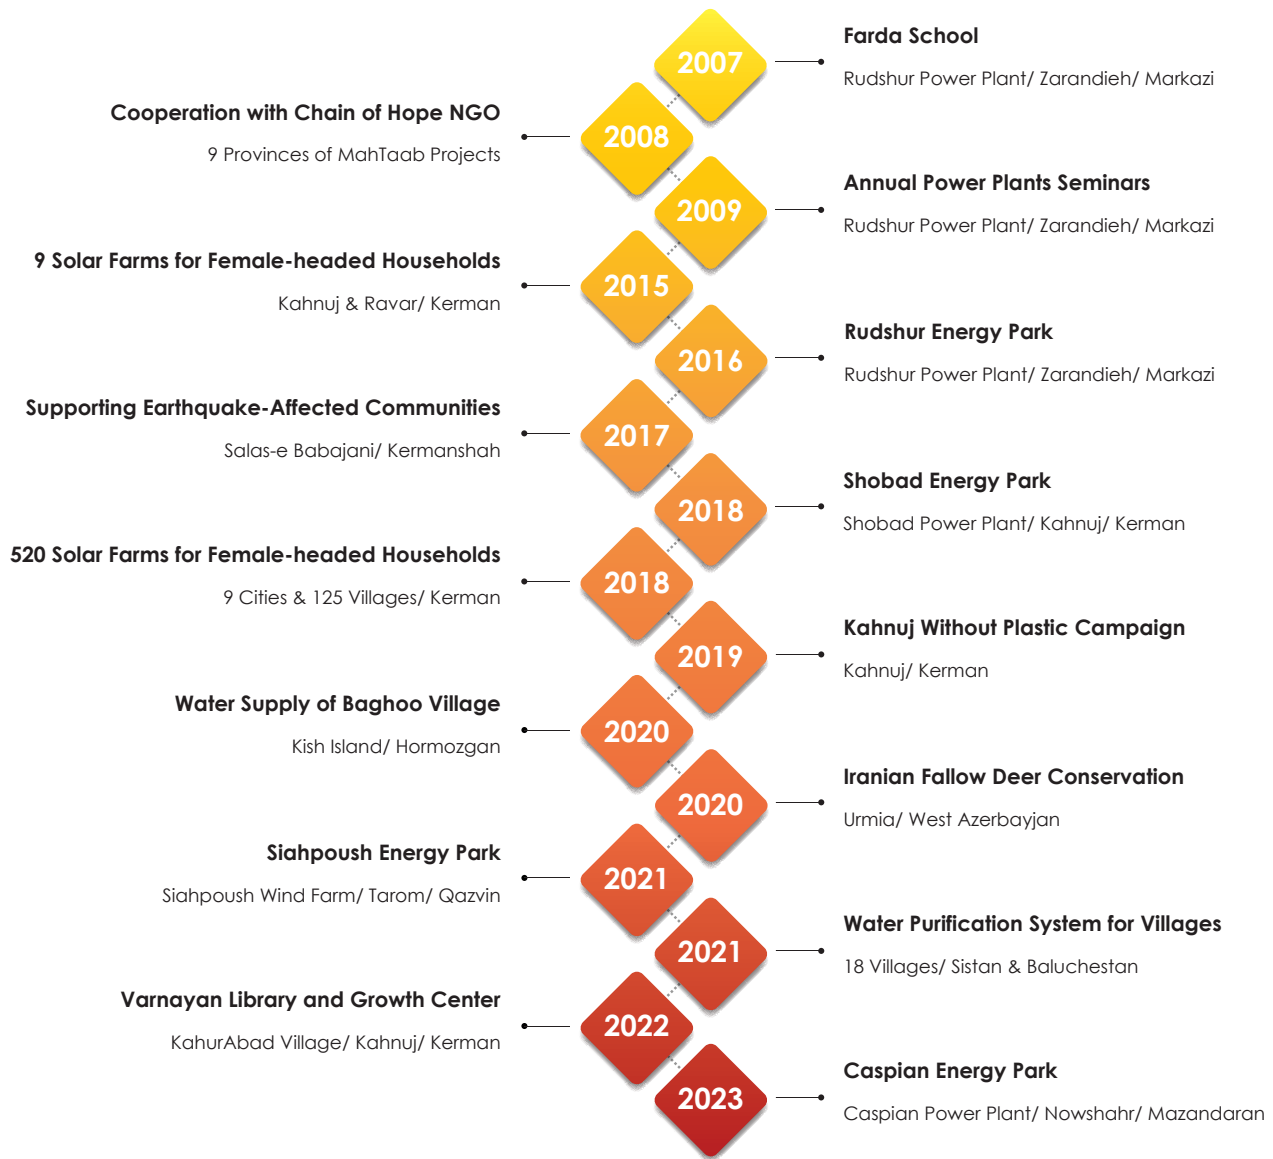 2007
Farda School
Rudshur Power Plant/ Zarandieh/ Markazi
Cooperation with Chain of Hope NGO
9 Provinces of MahTaab Projects
2008
2009
Annual Power Plants Seminars
Rudshur Power Plant/ Zarandieh/ Markazi
9 Solar Farms for Female-headed Households
Kahnuj & Ravar/ Kerman
2015
2016
Rudshur Energy Park
Rudshur Power Plant/ Zarandieh/ Markazi
Supporting Earthquake-Affected Communities
Salas-e Babajani/ Kermanshah
2017
2018
Shobad Energy Park
Shobad Power Plant/ Kahnuj/ Kerman
520 Solar Farms for Female-headed Households
9 Cities & 125 Villages/ Kerman
2018
2019
Kahnuj Without Plastic Campaign
Kahnuj/ Kerman
Water Supply of Baghoo Village
Kish Island/ Hormozgan
2020
2020
Iranian Fallow Deer Conservation
Urmia/ West Azerbayjan
Siahpoush Energy Park
Siahpoush Wind Farm/ Tarom/ Qazvin
2021
2021
Water Purification System for Villages
18 Villages/ Sistan & Baluchestan
Varnayan Library and Growth Center
KahurAbad Village/ Kahnuj/ Kerman
2022
2023
Caspian Energy Park
Caspian Power Plant/ Nowshahr/ Mazandaran